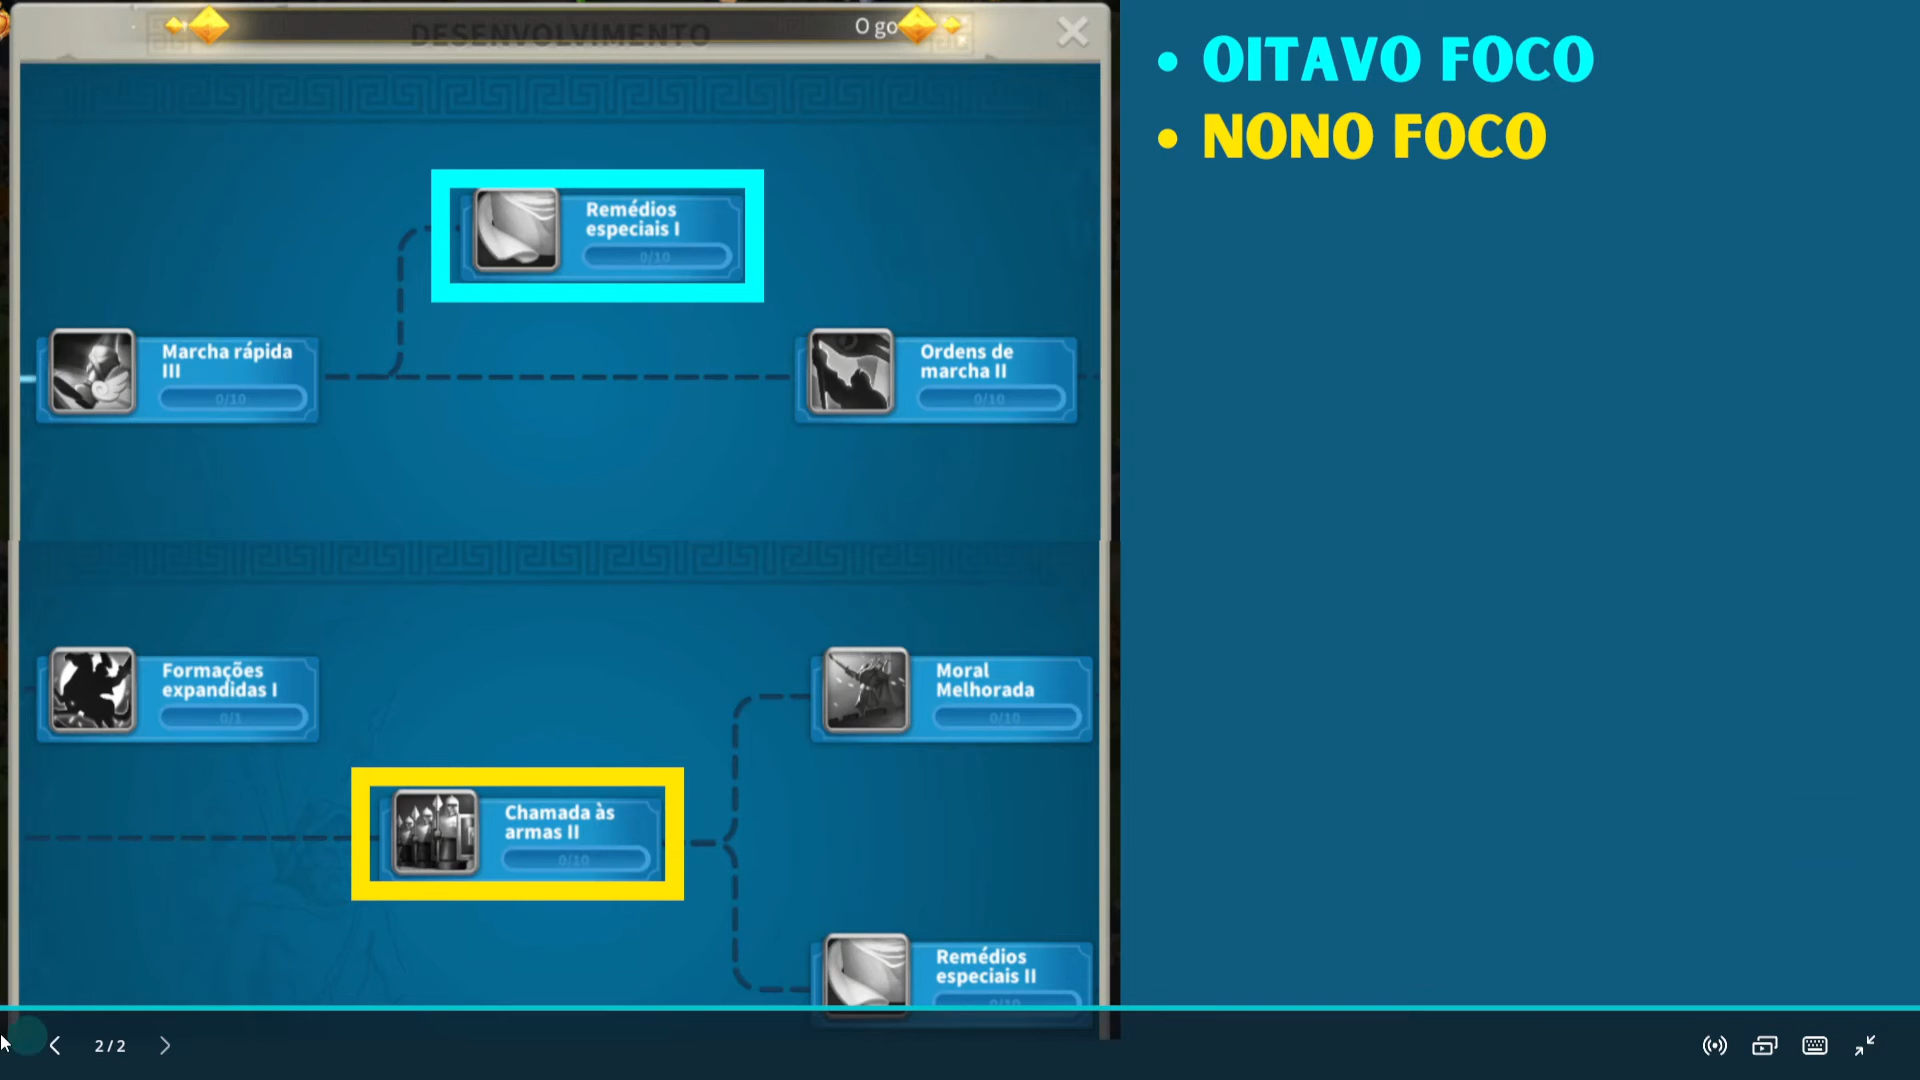 DESENVOLVIMENTO
O go
• OITAVO FOCO
• NONO FOCO
Remédios
especiais I
0/10
Marcha rápida
III
0/10
Ordens de
marcha II
0/10
Formações
expandidas I
0/1
Moral
Melhorada
0/10
Chamada às
armas II
0/10
Remédios
especiais II
0/10
2/2